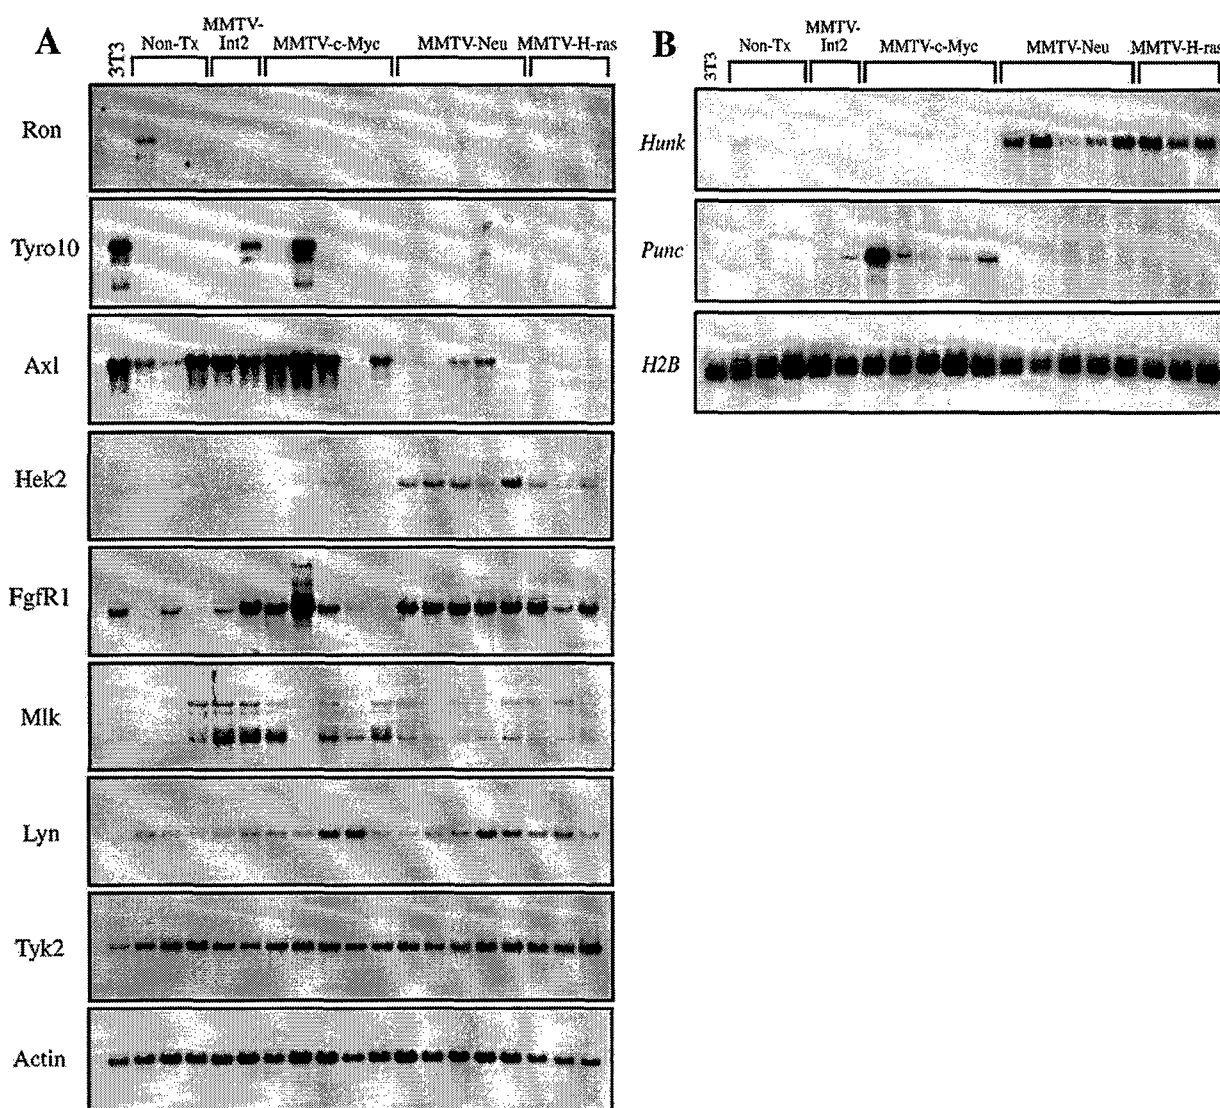 A
3T3
Non-Tx
MMTV-
Int2
MMTV-c-Myc
MMTV-Neu
MMTV-H-ras
Ron
Tyro10
Axl
Hek2
FgfR1
Mlk
Lyn
Tyk2
Actin
B
3T3
Non-Tx
MMTV-
Int2
MMTV-c-Myc
MMTV-Neu
MMTV-H-ras
Hunk
Punc
H2B